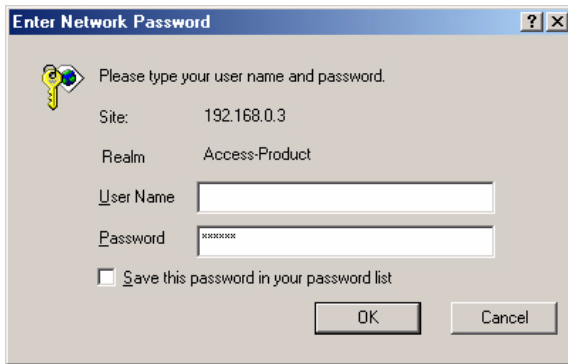 Enter Network Password
Please type your user name and password.
Site: 192.168.0.3
Realm Access-Product
User Name
Password ******
Save this password in your password list
OK Cancel